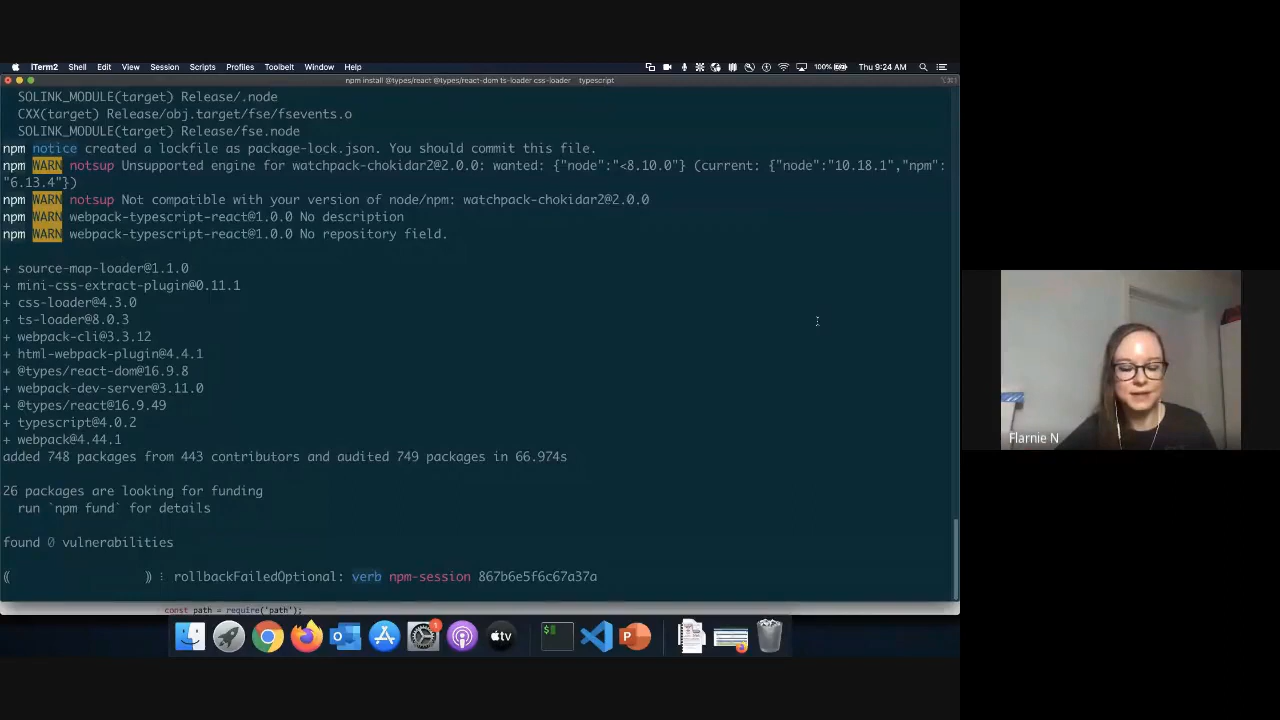 iTerm2 Shell Edit View Session Scripts Profiles Toolbelt Window Help 100% Thu 9:24 AM
npm install @types/react @types/react-dom ts-loader css-loader typescript
SOLINK_MODULE(target) Release/.node
CXX(target) Release/obj.target/fse/fsevents.o
SOLINK_MODULE(target) Release/fse.node
npm notice created a lockfile as package-lock.json. You should commit this file.
npm WARN notsup Unsupported engine for watchpack-chokidar2@2.0.0: wanted: {"node":"<8.10.0"} (current: {"node":"10.18.1","npm":
"6.13.4"})
npm WARN notsup Not compatible with your version of node/npm: watchpack-chokidar2@2.0.0
npm WARN webpack-typescript-react@1.0.0 No description
npm WARN webpack-typescript-react@1.0.0 No repository field.
+ source-map-loader@1.1.0
+ mini-css-extract-plugin@0.11.1
+ css-loader@4.3.0
+ ts-loader@8.0.3
+ webpack-cli@3.3.12
+ html-webpack-plugin@4.4.1
+ @types/react-dom@16.9.8
+ webpack-dev-server@3.11.0
+ @types/react@16.9.49
+ typescript@4.0.2
+ webpack@4.44.1
added 748 packages from 443 contributors and audited 749 packages in 66.974s
26 packages are looking for funding
run `npm fund` for details
found 0 vulnerabilities
⸨ ⸩ ⠇ rollbackFailedOptional: verb npm-session 867b6e5f6c67a37a
const path = require('path');
1
tv
Flarnie N